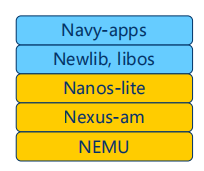 Navy-apps
Newlib, libos
Nanos-lite
Nexus-am
NEMU